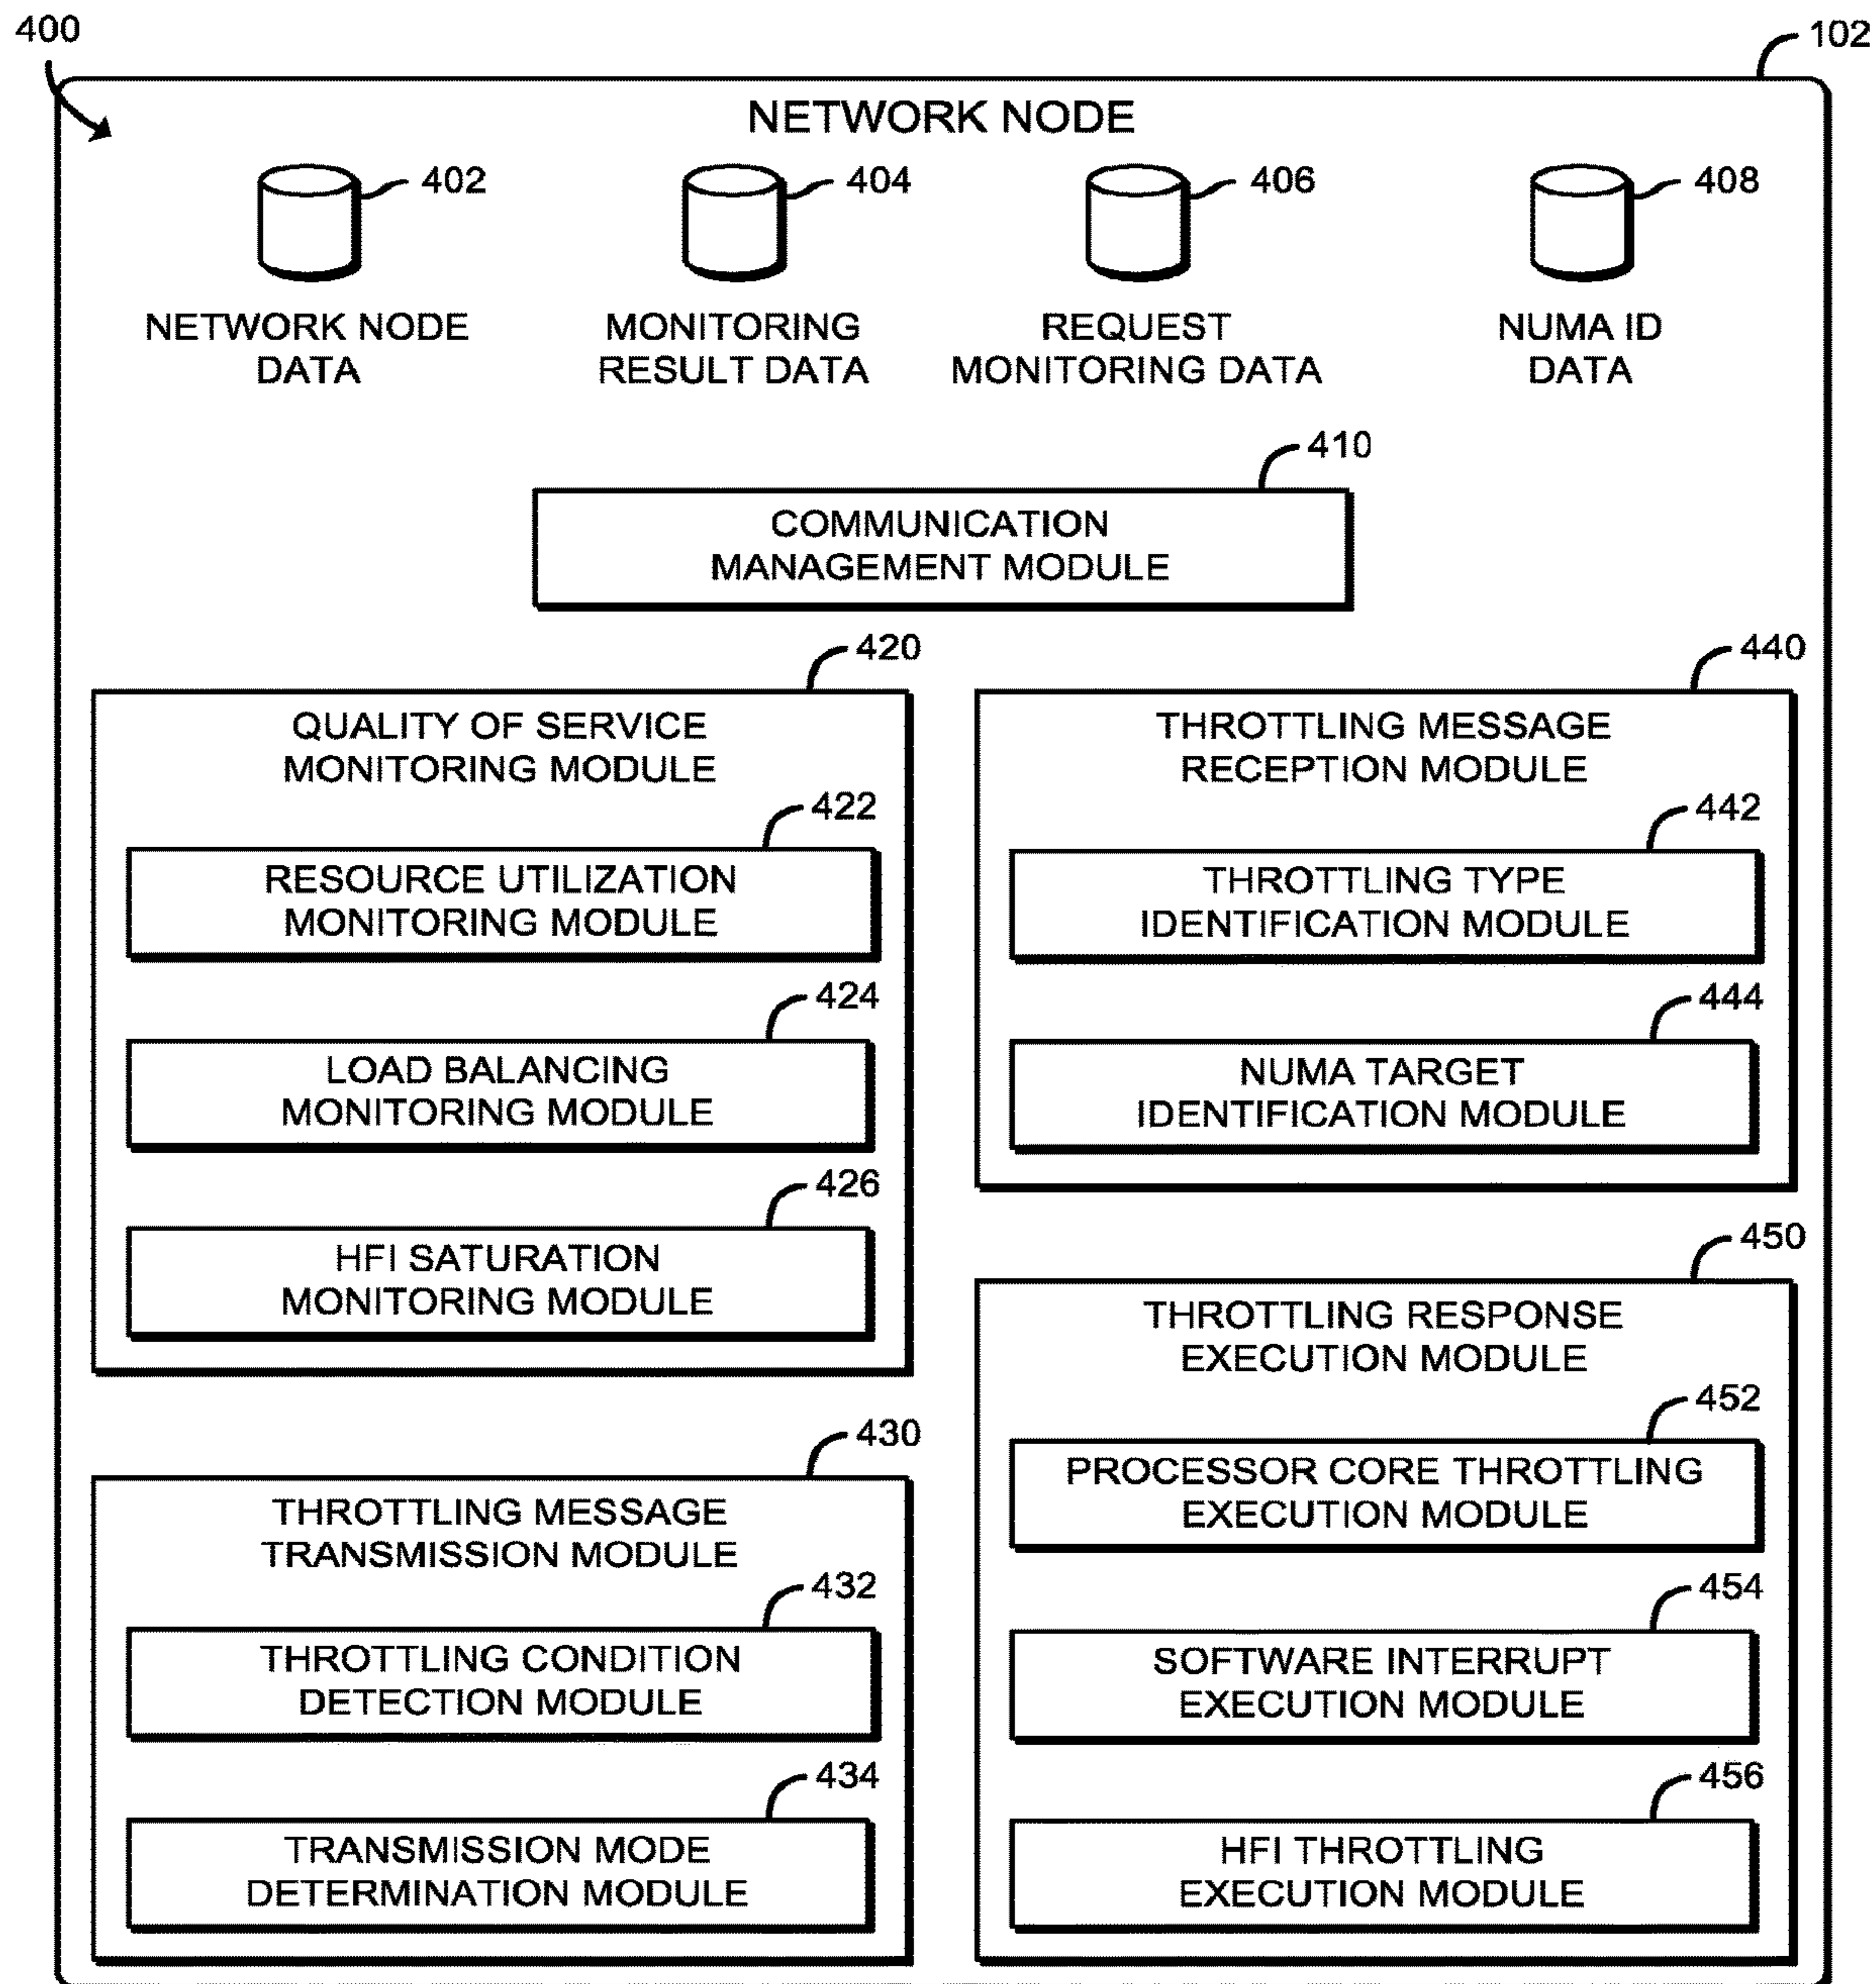 400
102
NETWORK NODE
402
404
406
408
NETWORK NODE
DATA
MONITORING
RESULT DATA
REQUEST
MONITORING DATA
NUMA ID
DATA
410
COMMUNICATION
MANAGEMENT MODULE
420
QUALITY OF SERVICE
MONITORING MODULE
422
RESOURCE UTILIZATION
MONITORING MODULE
424
LOAD BALANCING
MONITORING MODULE
426
HFI SATURATION
MONITORING MODULE
430
THROTTLING MESSAGE
TRANSMISSION MODULE
432
THROTTLING CONDITION
DETECTION MODULE
434
TRANSMISSION MODE
DETERMINATION MODULE
440
THROTTLING MESSAGE
RECEPTION MODULE
442
THROTTLING TYPE
IDENTIFICATION MODULE
444
NUMA TARGET
IDENTIFICATION MODULE
450
THROTTLING RESPONSE
EXECUTION MODULE
452
PROCESSOR CORE THROTTLING
EXECUTION MODULE
454
SOFTWARE INTERRUPT
EXECUTION MODULE
456
HFI THROTTLING
EXECUTION MODULE